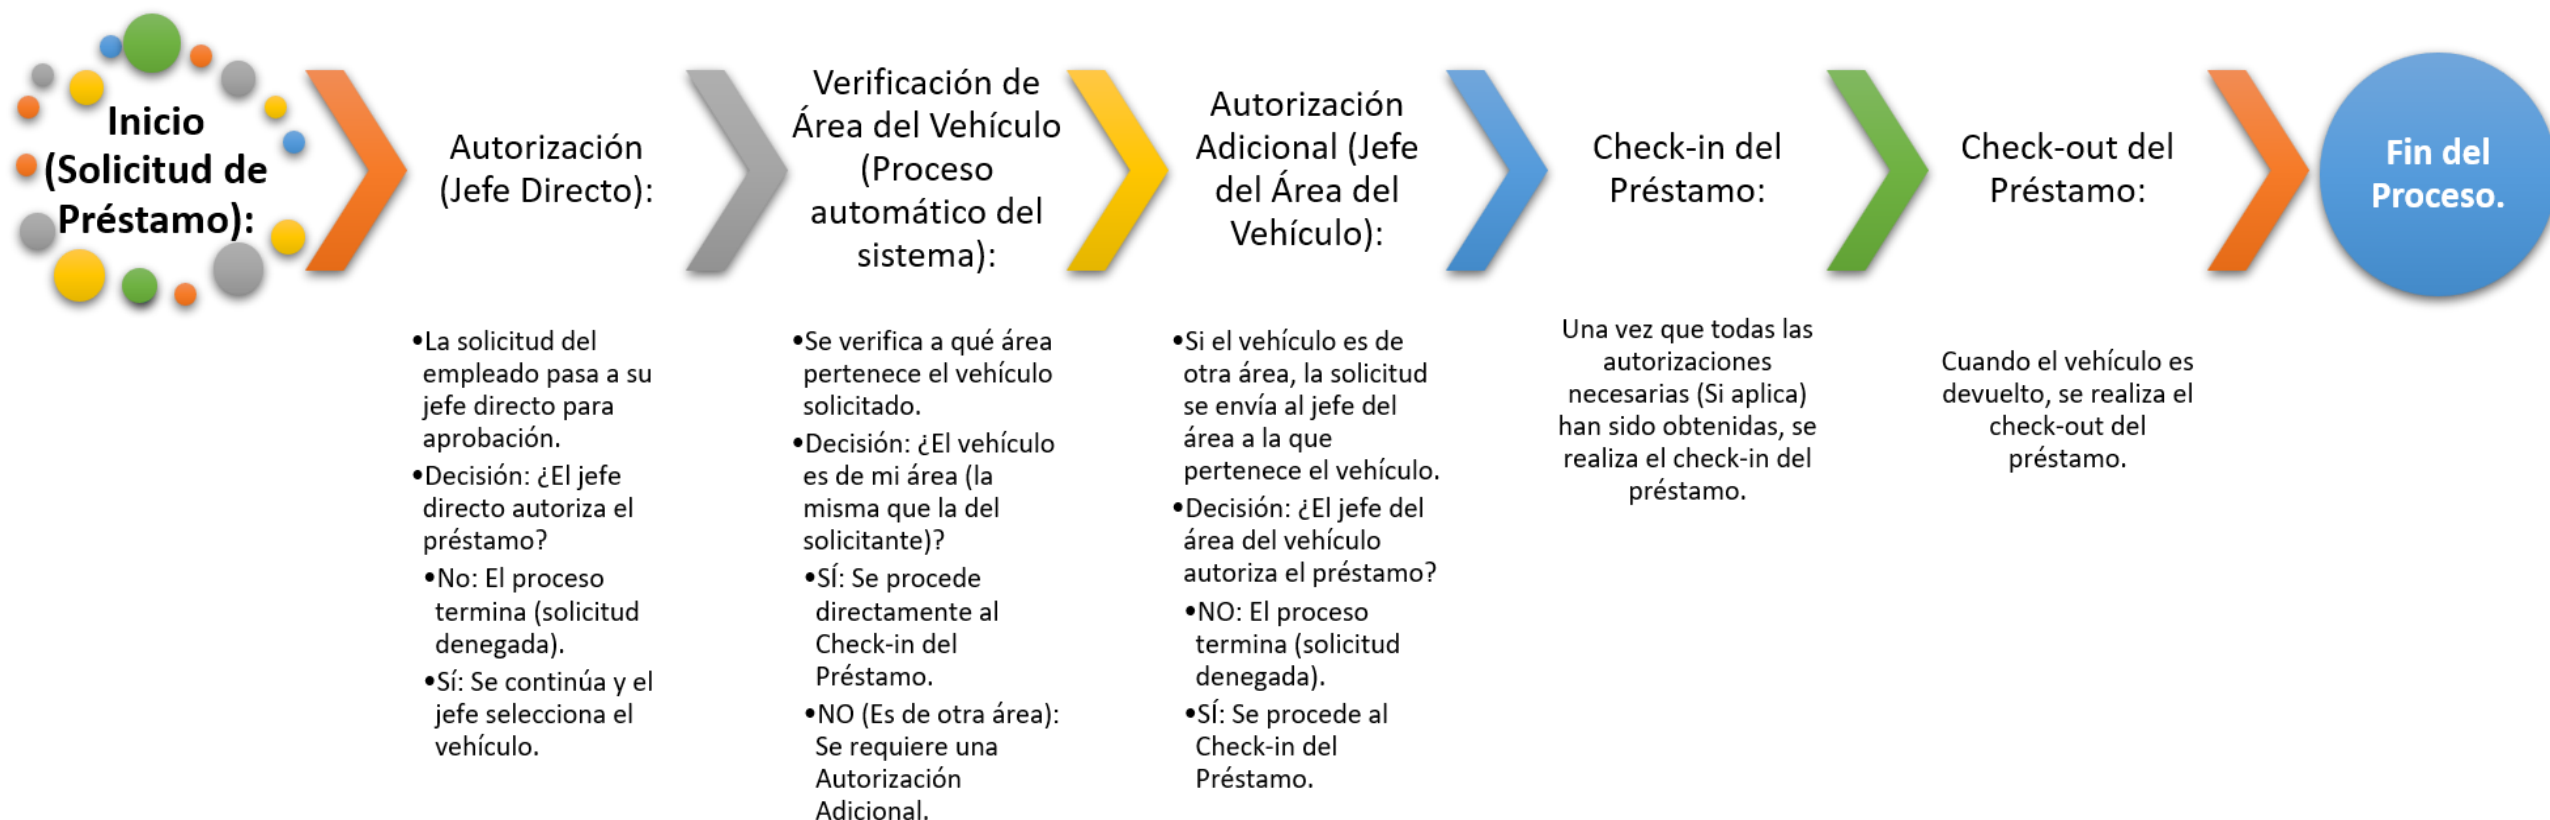 Inicio
(Solicitud de
Préstamo):
Autorización
(Jefe Directo):
•La solicitud del
empleado pasa a su
jefe directo para
aprobación.
•Decisión: ¿El jefe
directo autoriza el
préstamo?
•No: El proceso
termina (solicitud
denegada).
•Sí: Se continúa y el
jefe selecciona el
vehículo.
Verificación de
Área del Vehículo
(Proceso
automático del
sistema):
•Se verifica a qué área
pertenece el vehículo
solicitado.
•Decisión: ¿El vehículo
es de mi área (la
misma que la del
solicitante)?
•SÍ: Se procede
directamente al
Check-in del
Préstamo.
•NO (Es de otra área):
Se requiere una
Autorización
Adicional.
Autorización
Adicional (Jefe
del Área del
Vehículo):
•Si el vehículo es de
otra área, la solicitud
se envía al jefe del
área a la que
pertenece el vehículo.
•Decisión: ¿El jefe del
área del vehículo
autoriza el préstamo?
•NO: El proceso
termina (solicitud
denegada).
•SÍ: Se procede al
Check-in del
Préstamo.
Check-in del
Préstamo:
Una vez que todas las
autorizaciones
necesarias (Si aplica)
han sido obtenidas, se
realiza el check-in del
préstamo.
Check-out del
Préstamo:
Cuando el vehículo es
devuelto, se realiza el
check-out del
préstamo.
Fin del
Proceso.